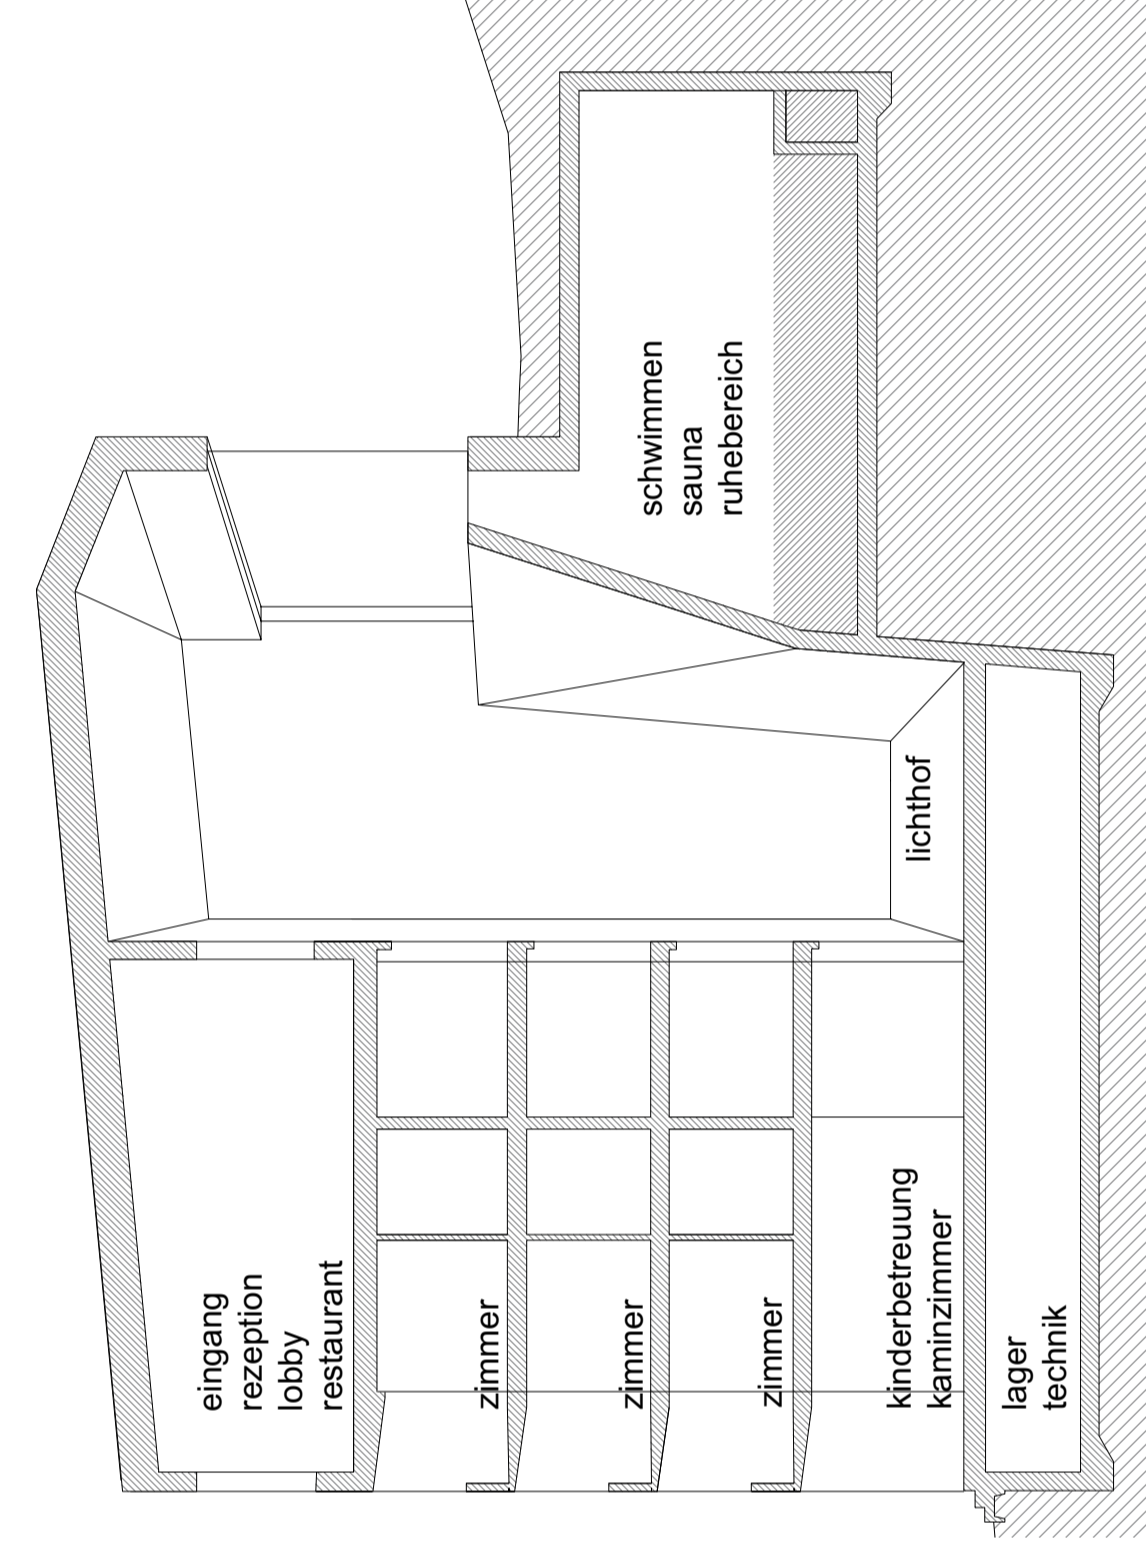 eingang
rezeption
lobby
restaurant
zimmer
zimmer
zimmer
kinderbetreuung
kaminzimmer
lager
technik
lichthof
schwimmen
sauna
ruhebereich